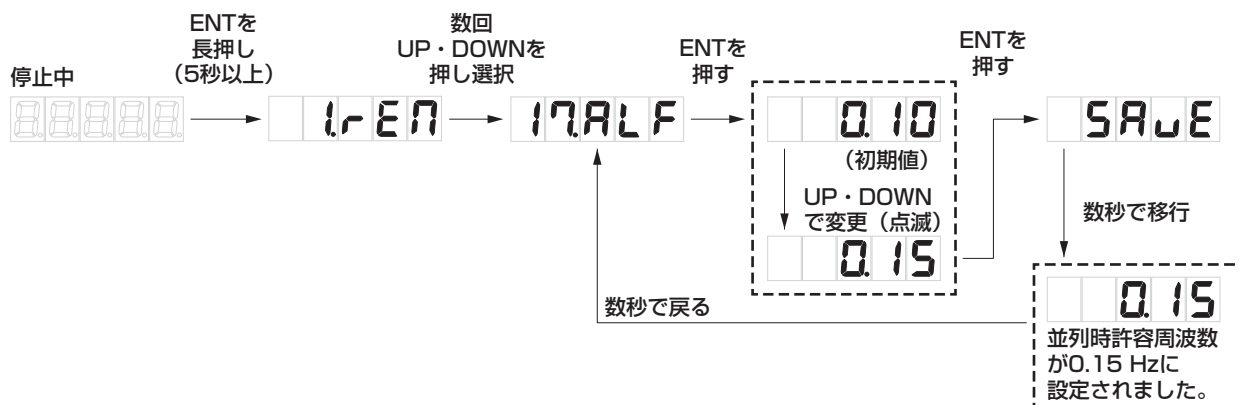 停止中
ENTを
長押し
（5秒以上）
1.rEM
数回
UP・DOWNを
押し選択
17.ALF
ENTを
押す
0.10
（初期値）
UP・DOWN
で変更（点滅）
0.15
ENTを
押す
SAvE
数秒で移行
0.15
並列時許容周波数
が0.15 Hzに
設定されました。
数秒で戻る